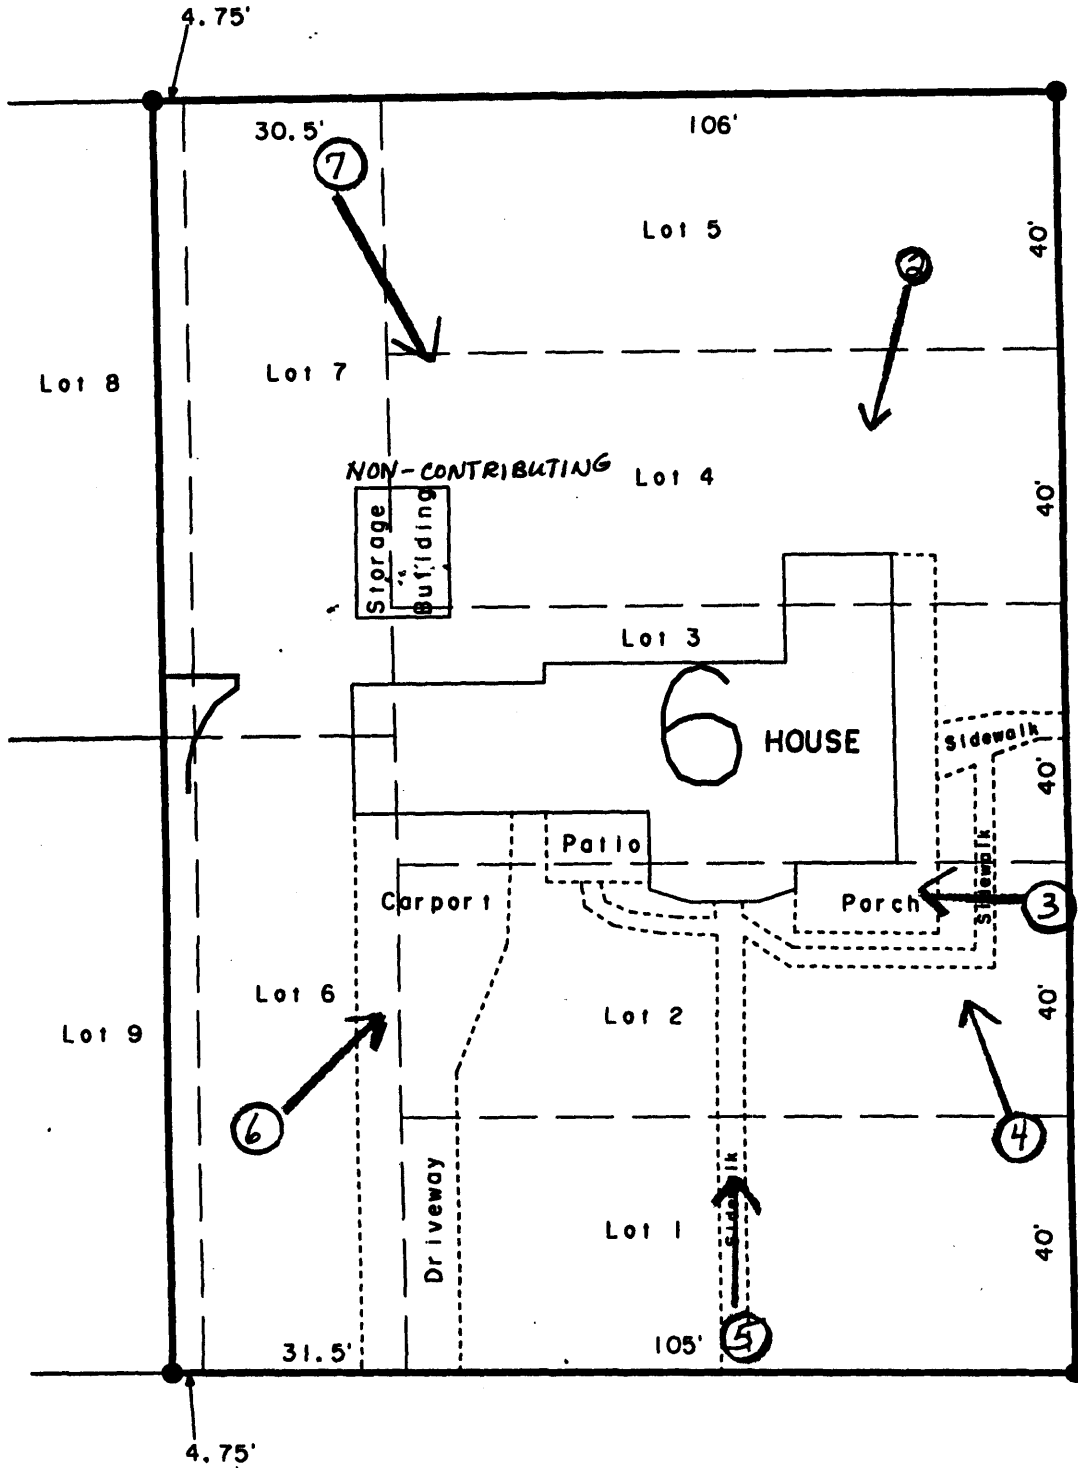 4.75'
30.5'
106'
7
Lot 5
40'
2
Lot 8
Lot 7
NON-CONTRIBUTING
Lot 4
40'
Storage
Building
Lot 3
6
HOUSE
Sidewalk
40'
Patio
Sidewalk
Carport
Porch
3
Lot 6
Lot 2
40'
Lot 9
6
4
Driveway
Sidewalk
Lot 1
40'
5
31.5'
105'
4.75'